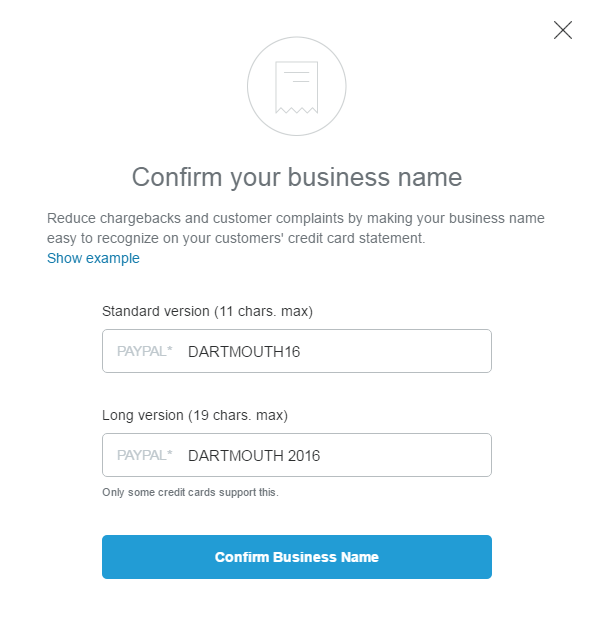 Confirm your business name
Reduce chargebacks and customer complaints by making your business name
easy to recognize on your customers' credit card statement.
Show example
Standard version (11 chars. max)
PAYPAL* DARTMOUTH16
Long version (19 chars. max)
PAYPAL* DARTMOUTH 2016
Only some credit cards support this.
Confirm Business Name